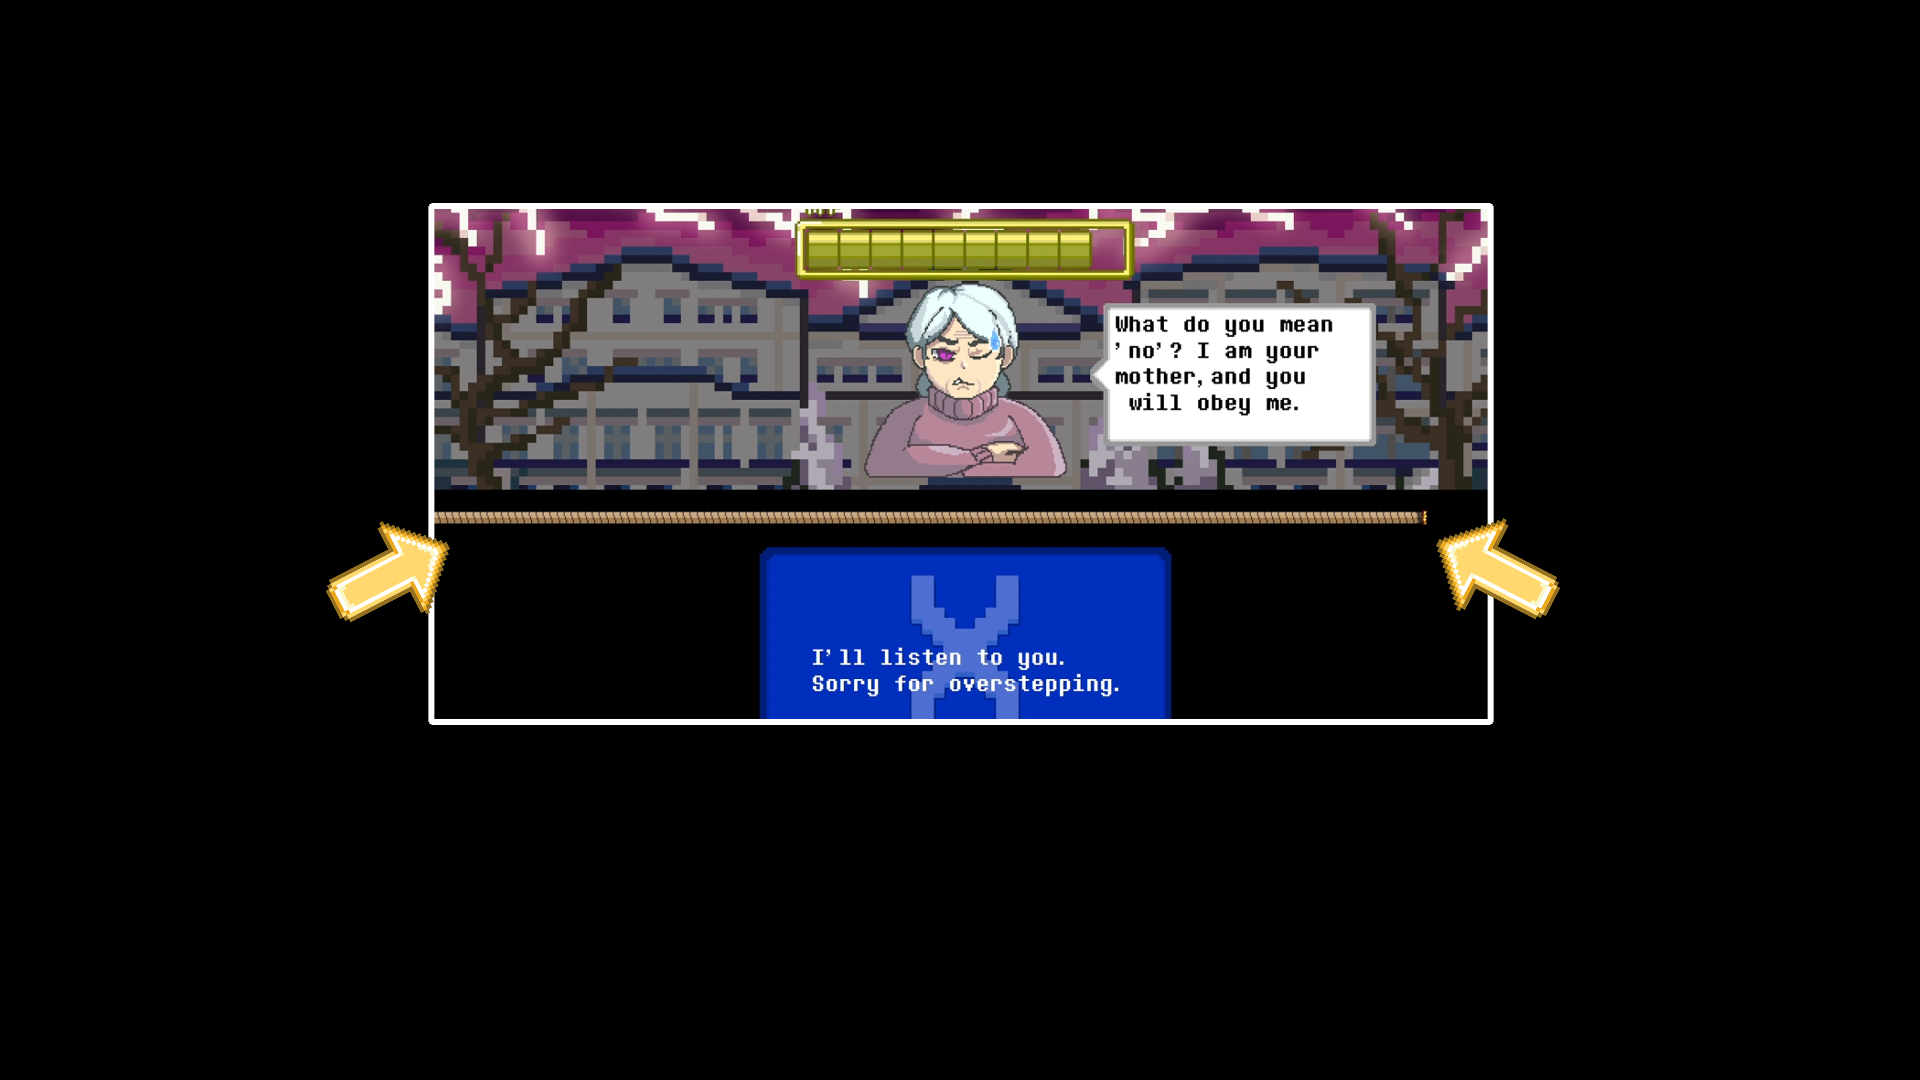 What do you mean
'no'? I am your
mother, and you
will obey me.
I'll listen to you.
Sorry for overstepping.